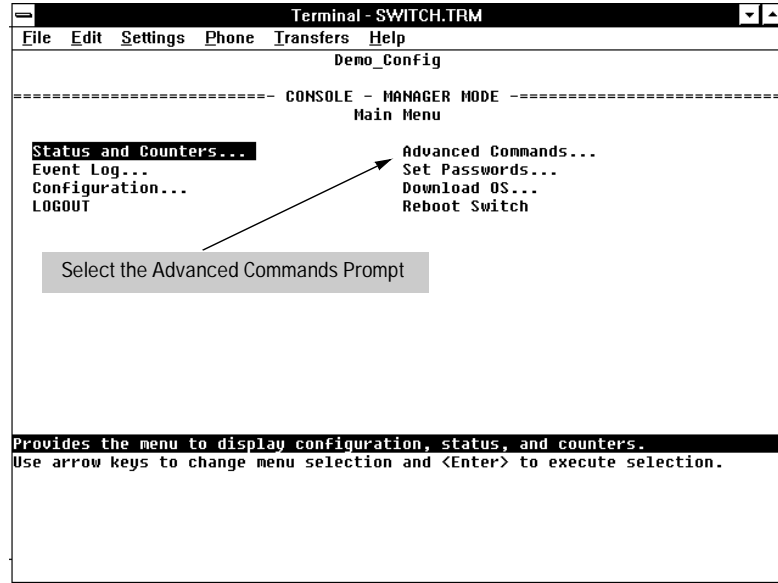 Terminal - SWITCH.TRM
File Edit Settings Phone Transfers Help
Demo_Config
==========================- CONSOLE - MANAGER MODE -===========================
Main Menu
Status and Counters... Advanced Commands...
Event Log... Set Passwords...
Configuration... Download OS...
LOGOUT Reboot Switch
Select the Advanced Commands Prompt
Provides the menu to display configuration, status, and counters.
Use arrow keys to change menu selection and <Enter> to execute selection.